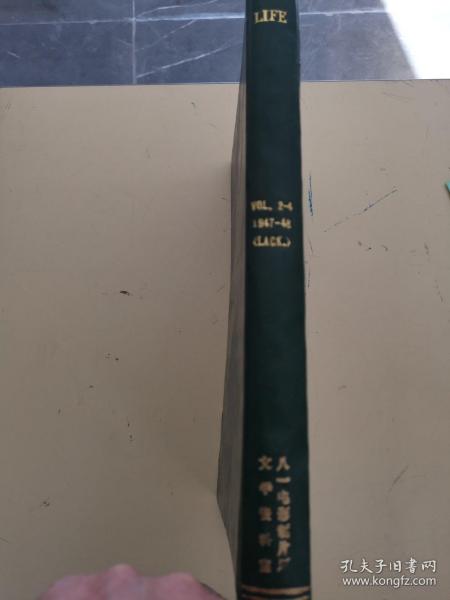 LIFE
VOL. 2-4
1947-48
(LACK.)
八一电影制片厂
文学资料室
孔夫子旧书网
www.kongfz.com